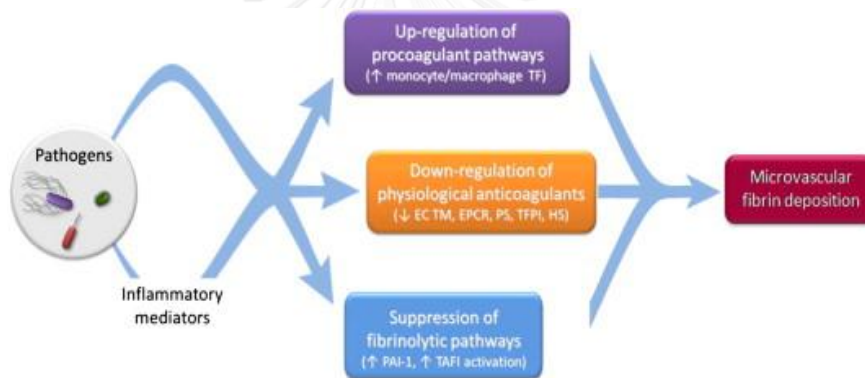 Up-regulation of
procoagulant pathways
(↑ monocyte/macrophage TF)
Pathogens
Down-regulation of
physiological anticoagulants
(↓ EC TM, EPCR, PS, TFPI, HS)
Microvascular
fibrin deposition
Inflammatory
mediators
Suppression of
fibrinolytic pathways
(↑ PAI-1, ↑ TAFI activation)